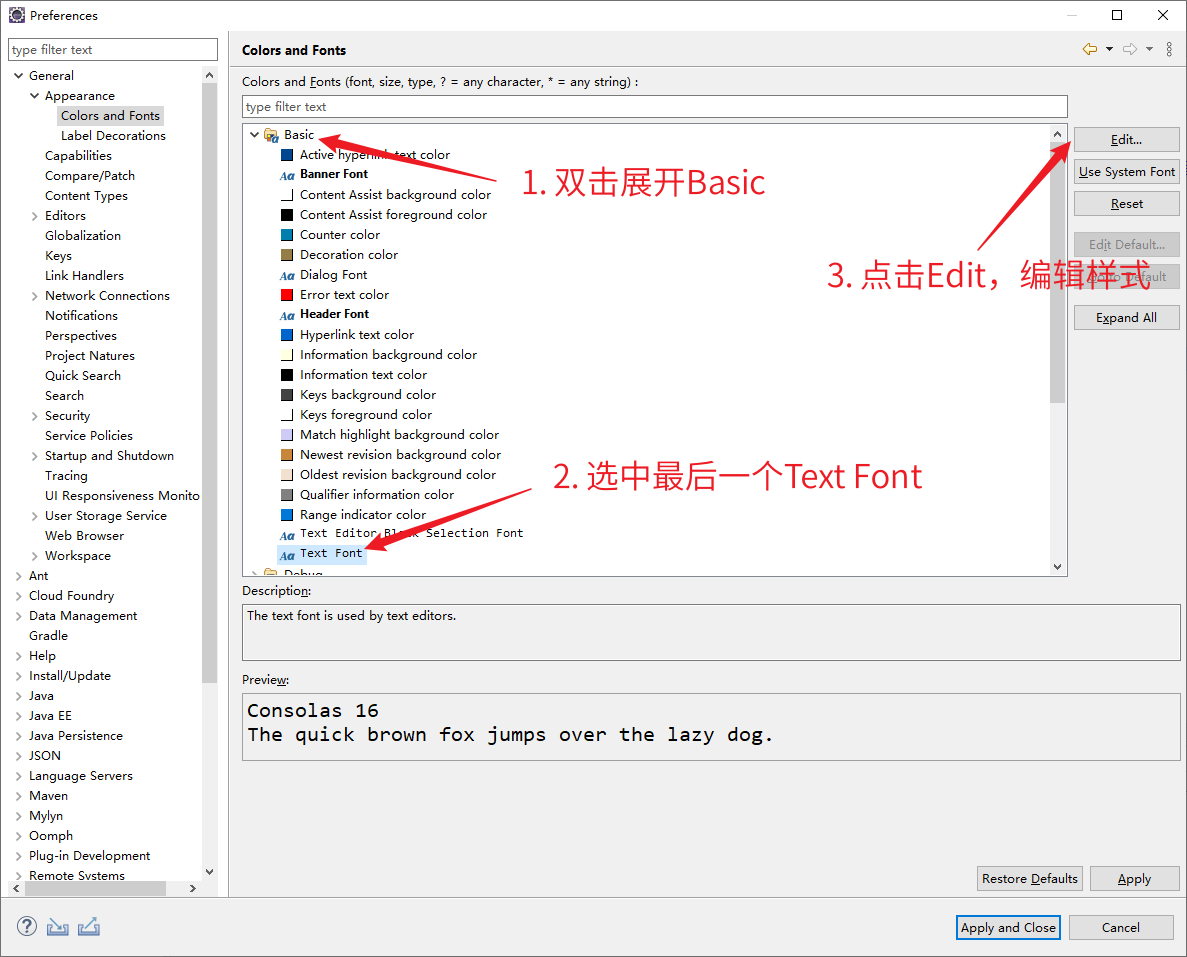 Preferences
type filter text
General
Appearance
Colors and Fonts
Label Decorations
Capabilities
Compare/Patch
Content Types
Editors
Globalization
Keys
Link Handlers
Network Connections
Notifications
Perspectives
Project Natures
Quick Search
Search
Security
Service Policies
Startup and Shutdown
Tracing
UI Responsiveness Monito
User Storage Service
Web Browser
Workspace
Ant
Cloud Foundry
Data Management
Gradle
Help
Install/Update
Java
Java EE
Java Persistence
JSON
Language Servers
Maven
Mylyn
Oomph
Plug-in Development
Remote Systems
Colors and Fonts
Colors and Fonts (font, size, type, ? = any character, * = any string) :
type filter text
Basic
Active hyperlink text color
Banner Font
Content Assist background color
Content Assist foreground color
Counter color
Decoration color
Dialog Font
Error text color
Header Font
Hyperlink text color
Information background color
Information text color
Keys background color
Keys foreground color
Match highlight background color
Newest revision background color
Oldest revision background color
Qualifier information color
Range indicator color
Text Editor Block Selection Font
Text Font
Debug
1. 双击展开Basic
2. 选中最后一个Text Font
3. 点击Edit，编辑样式
Edit...
Use System Font
Reset
Edit Default...
Go to Default
Expand All
Description:
The text font is used by text editors.
Preview:
Consolas 16
The quick brown fox jumps over the lazy dog.
Restore Defaults
Apply
Apply and Close
Cancel